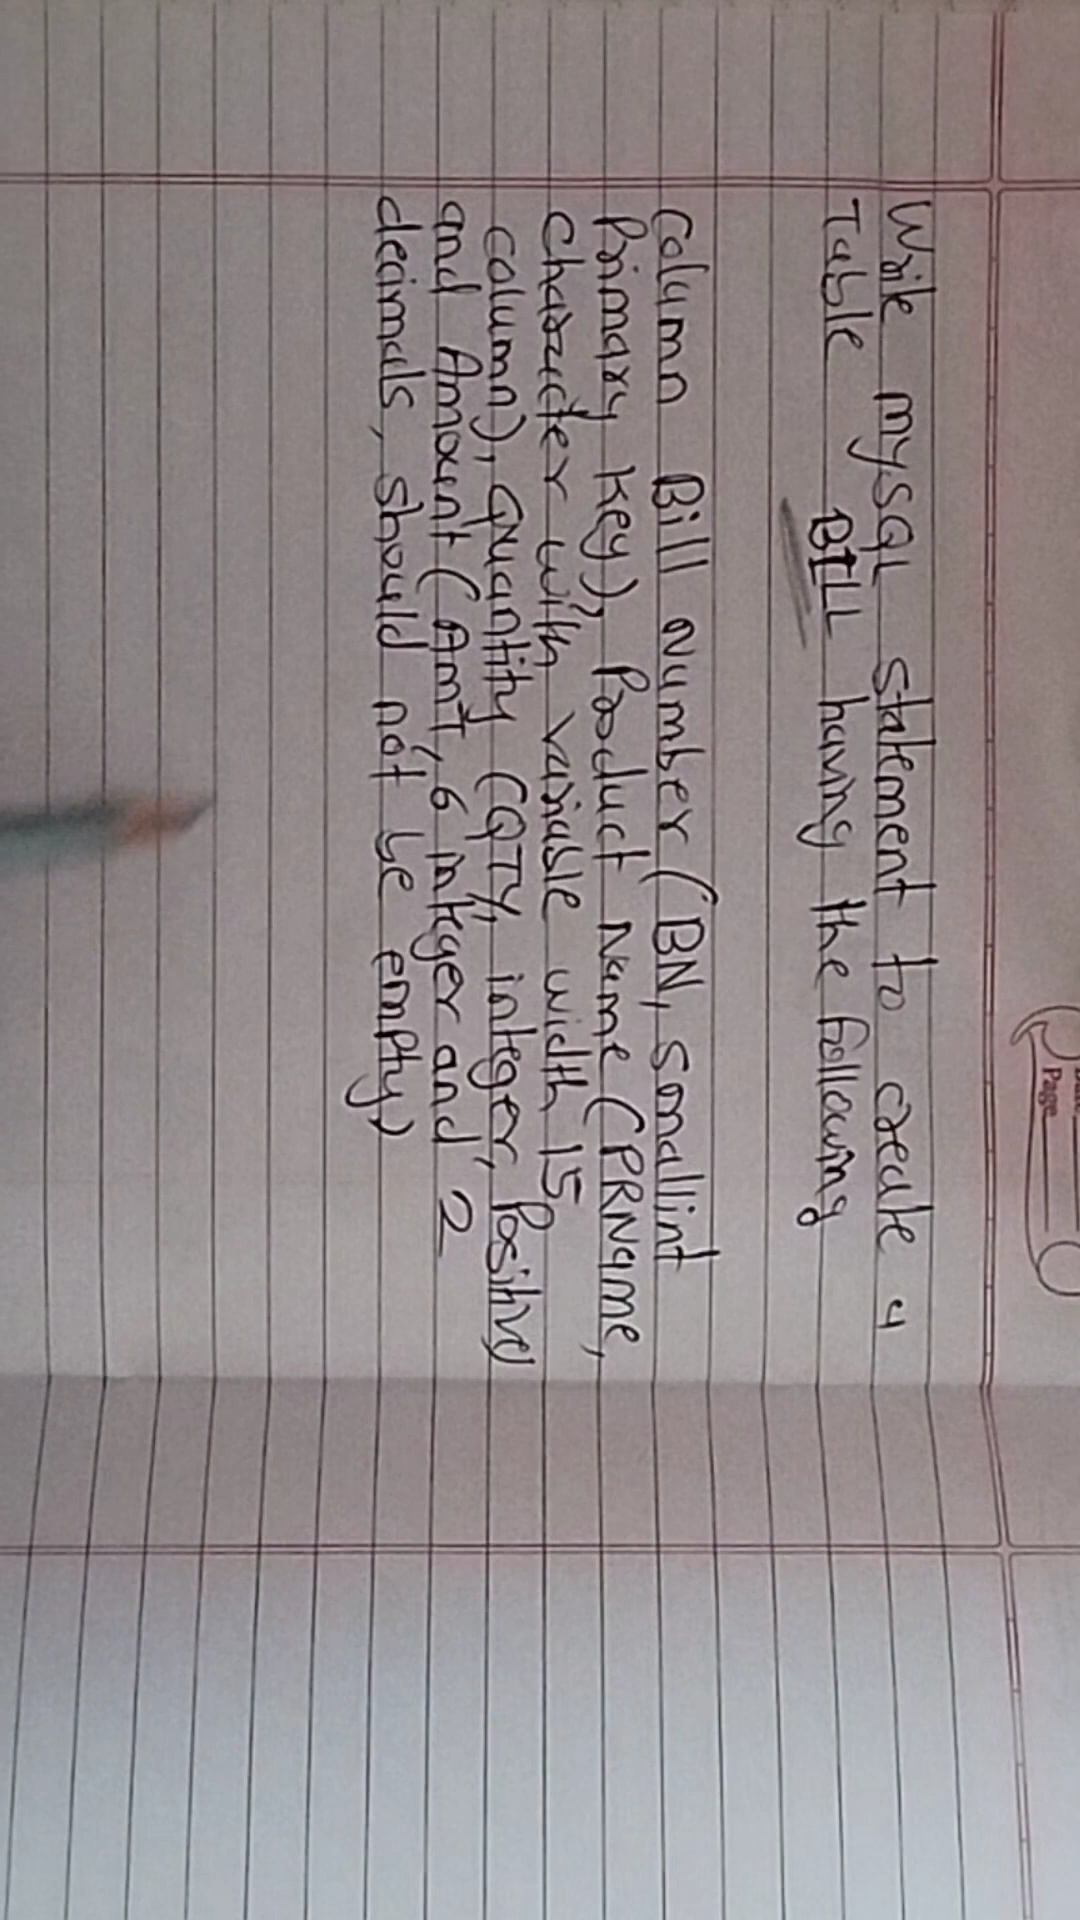 Page
Write mysQL statement to create a
Table BILL having the following
Column Bill Number (BN, smallint
Primary key), Product Name (PRName,
character with variable width 15,
column), Quantity (QTY, integer, Positive)
and Amount (AmT, 6 integer and 2
decimals, should not be empty)